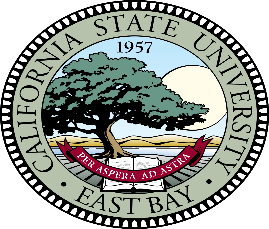 CALIFORNIA STATE UNIVERSITY
1957
PER ASPERA AD ASTRA
· EAST BAY ·